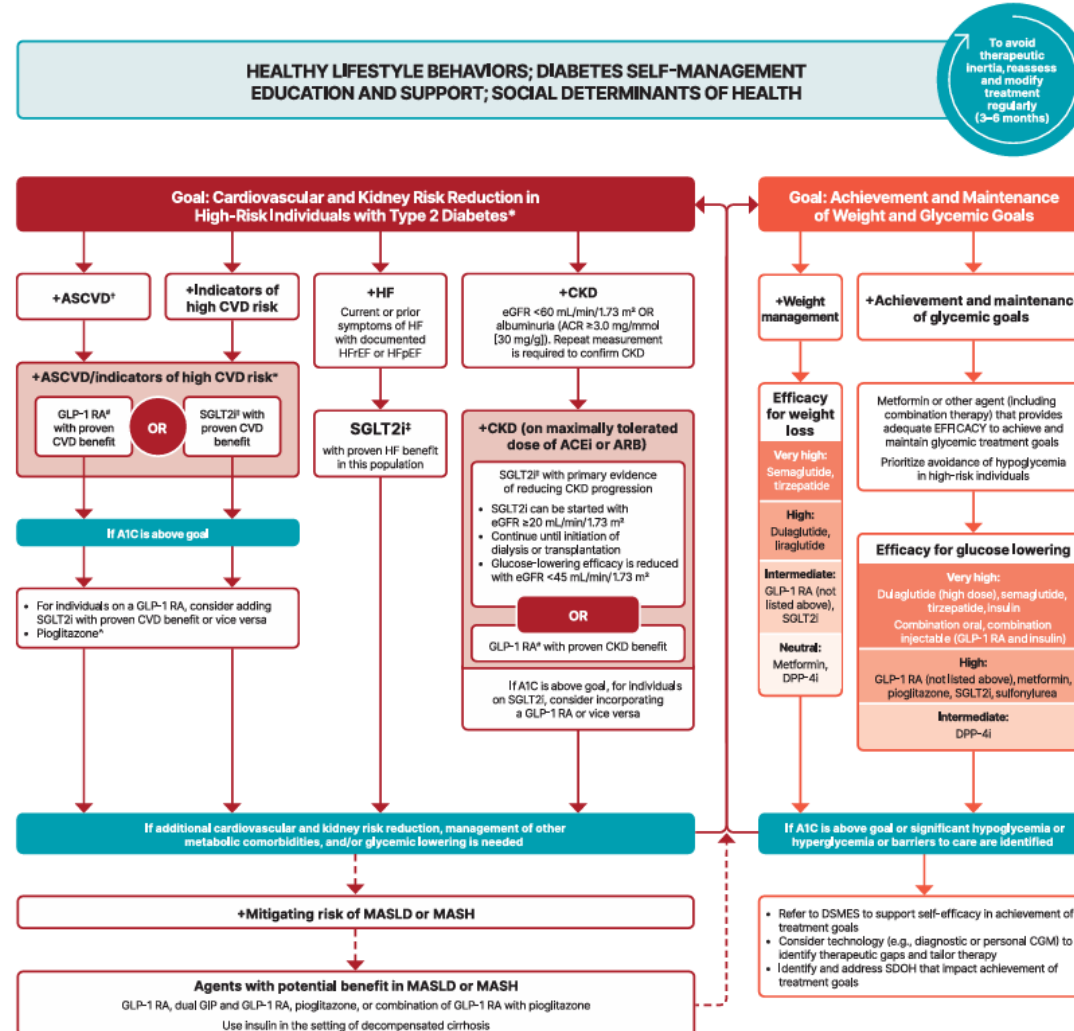 HEALTHY LIFESTYLE BEHAVIORS; DIABETES SELF-MANAGEMENT
EDUCATION AND SUPPORT; SOCIAL DETERMINANTS OF HEALTH
To avoid
therapeutic
inertia, reassess
and modify
treatment
regularly
(3–6 months)
Goal: Cardiovascular and Kidney Risk Reduction in
High-Risk Individuals with Type 2 Diabetes*
+ASCVD†
+Indicators of
high CVD risk
+HF
Current or prior
symptoms of HF
with documented
HFrEF or HFpEF
+CKD
eGFR <60 mL/min/1.73 m² OR
albuminuria (ACR ≥3.0 mg/mmol
[30 mg/g]). Repeat measurement
is required to confirm CKD
+ASCVD/indicators of high CVD risk*
GLP-1 RA#
with proven
CVD benefit
OR
SGLT2i‡ with
proven CVD
benefit
If A1C is above goal
• For individuals on a GLP-1 RA, consider adding
SGLT2i with proven CVD benefit or vice versa
• Pioglitazone^
SGLT2i‡
with proven HF benefit
in this population
+CKD (on maximally tolerated
dose of ACEi or ARB)
SGLT2i‡ with primary evidence
of reducing CKD progression
• SGLT2i can be started with
eGFR ≥20 mL/min/1.73 m²
• Continue until initiation of
dialysis or transplantation
• Glucose-lowering efficacy is reduced
with eGFR <45 mL/min/1.73 m²
OR
GLP-1 RA# with proven CKD benefit
If A1C is above goal, for individuals
on SGLT2i, consider incorporating
a GLP-1 RA or vice versa
If additional cardiovascular and kidney risk reduction, management of other
metabolic comorbidities, and/or glycemic lowering is needed
+Mitigating risk of MASLD or MASH
Agents with potential benefit in MASLD or MASH
GLP-1 RA, dual GIP and GLP-1 RA, pioglitazone, or combination of GLP-1 RA with pioglitazone
Use insulin in the setting of decompensated cirrhosis
Goal: Achievement and Maintenance
of Weight and Glycemic Goals
+Weight
management
Efficacy
for weight
loss
Very high:
Semaglutide,
tirzepatide
High:
Dulaglutide,
liraglutide
Intermediate:
GLP-1 RA (not
listed above),
SGLT2i
Neutral:
Metformin,
DPP-4i
+Achievement and maintenance
of glycemic goals
Metformin or other agent (including
combination therapy) that provides
adequate EFFICACY to achieve and
maintain glycemic treatment goals
Prioritize avoidance of hypoglycemia
in high-risk individuals
Efficacy for glucose lowering
Very high:
Dulaglutide (high dose), semaglutide,
tirzepatide, insulin
Combination oral, combination
injectable (GLP-1 RA and insulin)
High:
GLP-1 RA (not listed above), metformin,
pioglitazone, SGLT2i, sulfonylurea
Intermediate:
DPP-4i
If A1C is above goal or significant hypoglycemia or
hyperglycemia or barriers to care are identified
• Refer to DSMES to support self-efficacy in achievement of
treatment goals
• Consider technology (e.g., diagnostic or personal CGM) to
identify therapeutic gaps and tailor therapy
• Identify and address SDOH that impact achievement of
treatment goals